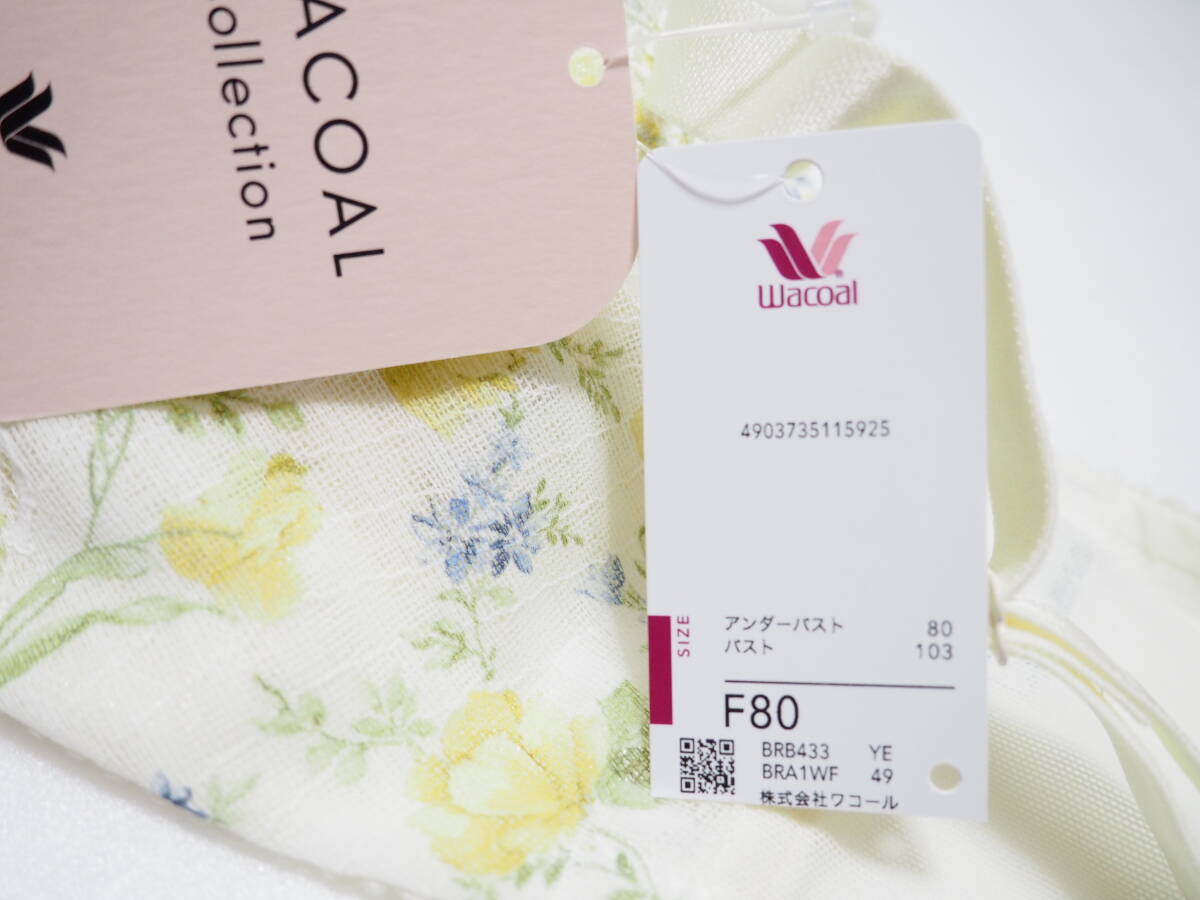 ACOAL
ollection
Wacoal
4903735115925
SIZE
アンダーバスト 80
バスト 103
F80
BRB433 YE
BRA1WF 49
株式会社ワコール